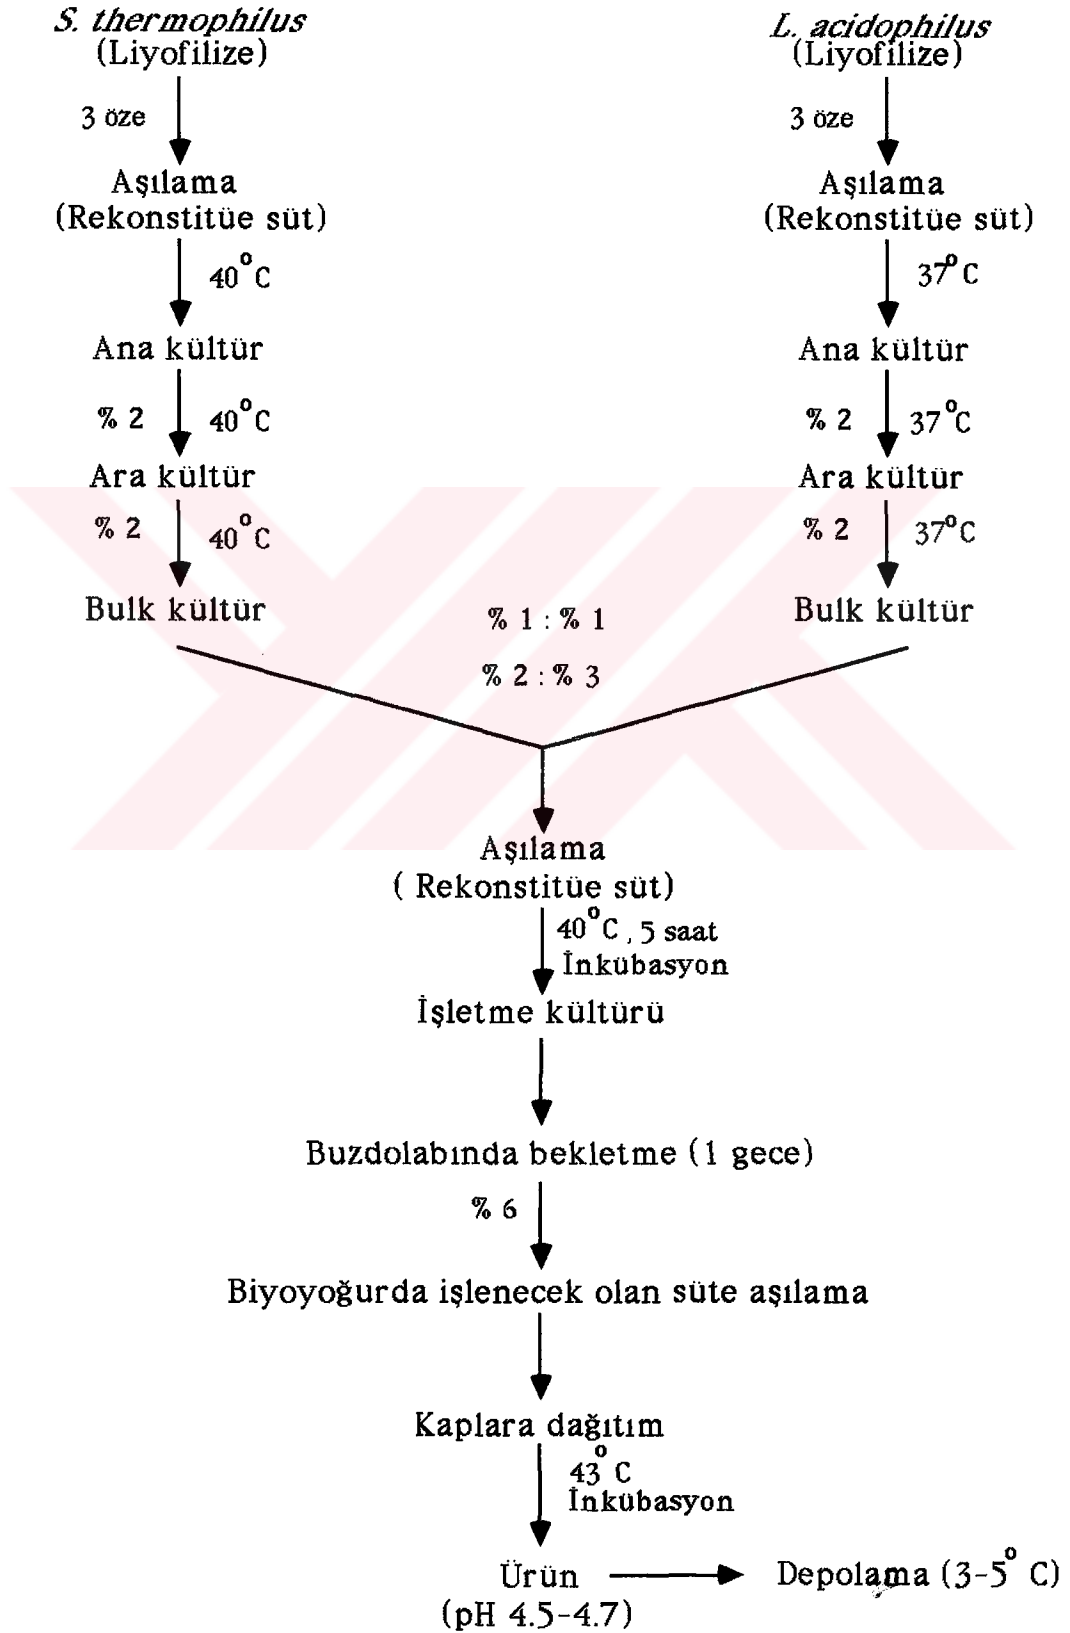 S. thermophilus
(Liyofilize)
3 öze
Aşılama
(Rekonstitüe süt)
40°C
Ana kültür
% 2
40°C
Ara kültür
% 2
40°C
Bulk kültür
L. acidophilus
(Liyofilize)
3 öze
Aşılama
(Rekonstitüe süt)
37°C
Ana kültür
% 2
37°C
Ara kültür
% 2
37°C
Bulk kültür
% 1 : % 1
% 2 : % 3
Aşılama
( Rekonstitüe süt)
40°C , 5 saat
İnkübasyon
İşletme kültürü
Buzdolabında bekletme (1 gece)
% 6
Biyoyoğurda işlenecek olan süte aşılama
Kaplara dağıtım
43°C
İnkübasyon
Ürün
(pH 4.5-4.7)
Depolama (3-5° C)